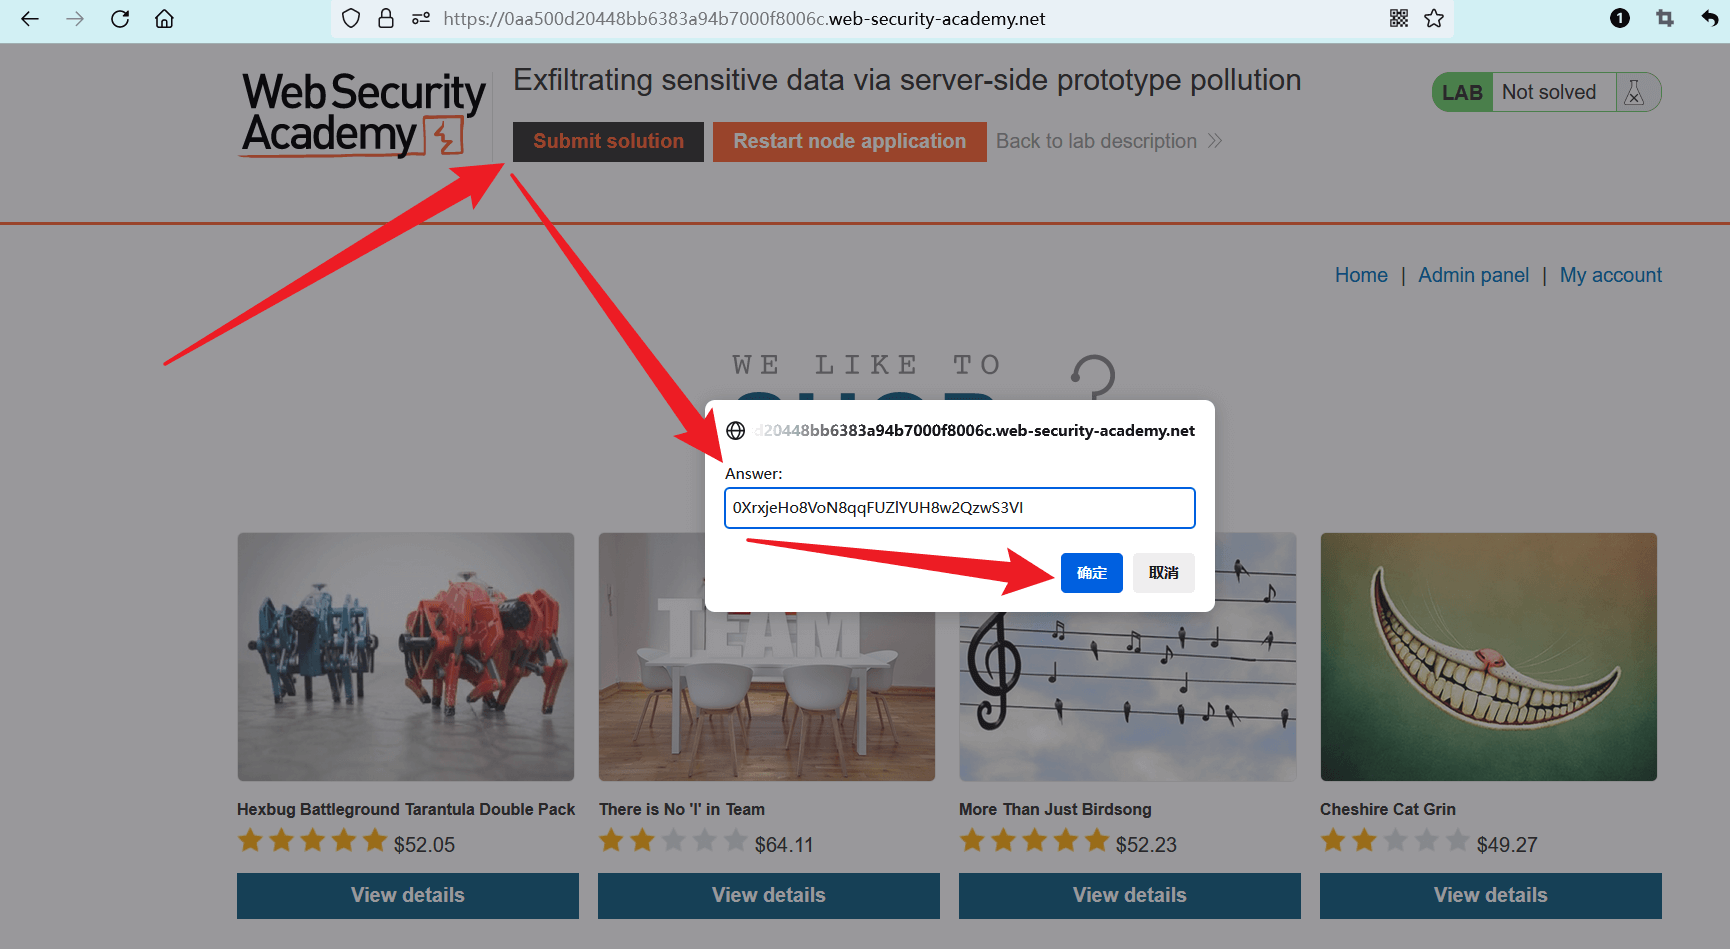 https://0aa500d20448bb6383a94b7000f8006c.web-security-academy.net
1
Web Security
Academy
Exfiltrating sensitive data via server-side prototype pollution
LAB Not solved
Submit solution
Restart node application
Back to lab description
Home | Admin panel | My account
WE LIKE TO
SHOP
d20448bb6383a94b7000f8006c.web-security-academy.net
Answer:
0XrxjeHo8VoN8qqFUZlYUH8w2QzwS3VI
确定
取消
TEAM
Hexbug Battleground Tarantula Double Pack
$52.05
View details
There is No 'I' in Team
$64.11
View details
More Than Just Birdsong
$52.23
View details
Cheshire Cat Grin
$49.27
View details